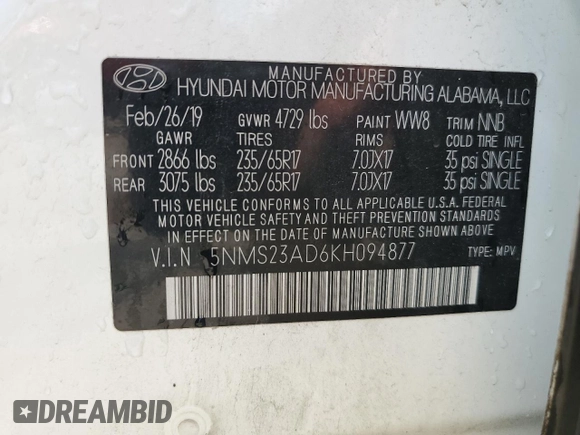 MANUFACTURED BY
HYUNDAI MOTOR MANUFACTURING ALABAMA, LLC
Feb/26/19 GVWR 4729 lbs PAINT WW8 TRIM NNB
GAWR TIRES RIMS COLD TIRE INFL
FRONT 2866 lbs 235/65R17 7.0JX17 35 psi SINGLE
REAR 3075 lbs 235/65R17 7.0JX17 35 psi SINGLE
THIS VEHICLE CONFORMS TO ALL APPLICABLE U.S.A. FEDERAL
MOTOR VEHICLE SAFETY AND THEFT PREVENTION STANDARDS
IN EFFECT ON THE DATE OF MANUFACTURE SHOWN ABOVE.
V.I.N 5NMS23AD6KH094877 TYPE: MPV
DREAMBID